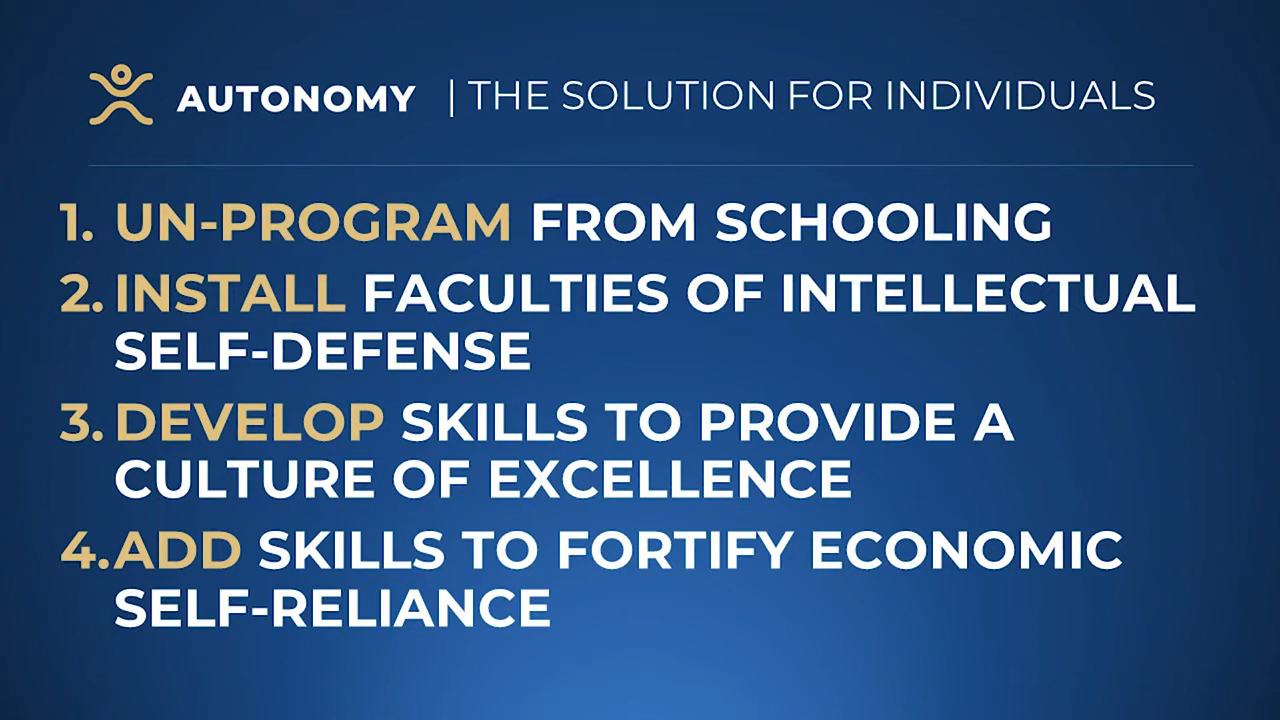 AUTONOMY | THE SOLUTION FOR INDIVIDUALS
1. UN-PROGRAM FROM SCHOOLING
2. INSTALL FACULTIES OF INTELLECTUAL
SELF-DEFENSE
3. DEVELOP SKILLS TO PROVIDE A
CULTURE OF EXCELLENCE
4. ADD SKILLS TO FORTIFY ECONOMIC
SELF-RELIANCE